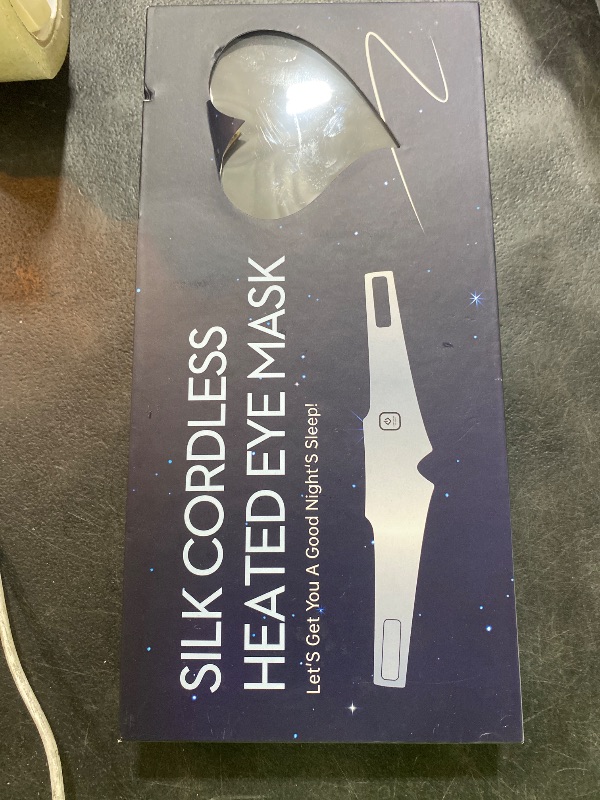 SILK CORDLESS
HEATED EYE MASK
Let'S Get You A Good Night'S Sleep!